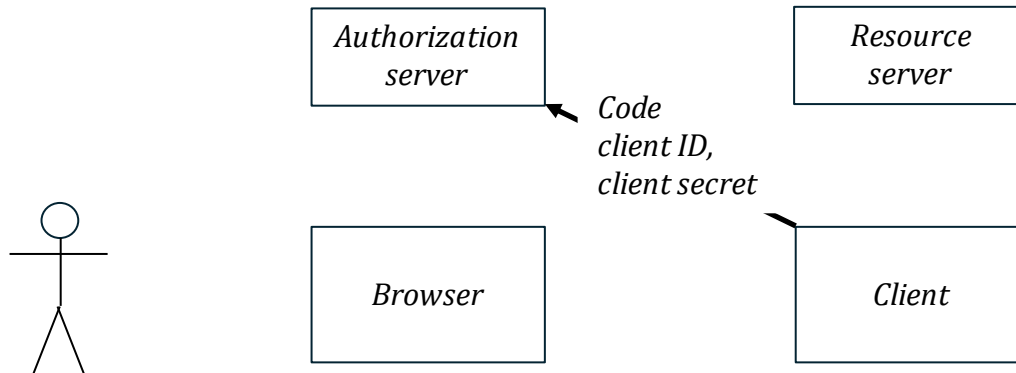 Authorization
server
Resource
server
Code
client ID,
client secret
Browser
Client